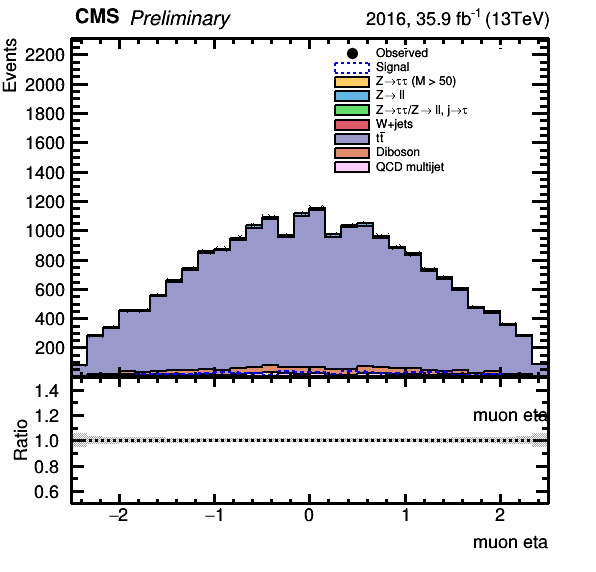 CMS Preliminary 2016, 35.9 fb⁻¹ (13TeV)
Events
2200
2000
1800
1600
1400
1200
1000
800
600
400
200
Observed
Signal
Z→ττ (M > 50)
Z→ ll
Z→ττ/Z→ ll, j→τ
W+jets
tt̄
Diboson
QCD multijet
Ratio
1.4
1.2
1.0
0.8
0.6
muon eta
−2 −1 0 1 2
muon eta